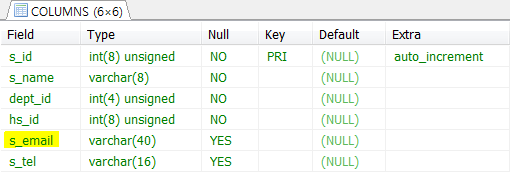 COLUMNS (6×6)
Field Type Null Key Default Extra
s_id int(8) unsigned NO PRI (NULL) auto_increment
s_name varchar(8) NO (NULL)
dept_id int(4) unsigned NO (NULL)
hs_id int(8) unsigned NO (NULL)
s_email varchar(40) YES (NULL)
s_tel varchar(16) YES (NULL)